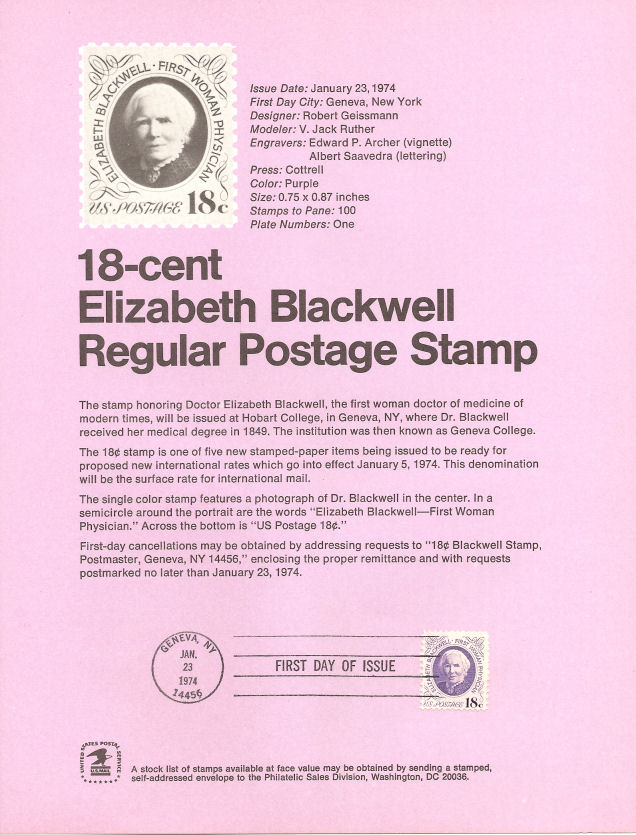 ELIZABETH BLACKWELL · FIRST WOMAN PHYSICIAN
US POSTAGE 18c
Issue Date: January 23, 1974
First Day City: Geneva, New York
Designer: Robert Geissmann
Modeler: V. Jack Ruther
Engravers: Edward P. Archer (vignette)
Albert Saavedra (lettering)
Press: Cottrell
Color: Purple
Size: 0.75 x 0.87 inches
Stamps to Pane: 100
Plate Numbers: One
18-cent
Elizabeth Blackwell
Regular Postage Stamp
The stamp honoring Doctor Elizabeth Blackwell, the first woman doctor of medicine of
modern times, will be issued at Hobart College, in Geneva, NY, where Dr. Blackwell
received her medical degree in 1849. The institution was then known as Geneva College.
The 18¢ stamp is one of five new stamped-paper items being issued to be ready for
proposed new international rates which go into effect January 5, 1974. This denomination
will be the surface rate for international mail.
The single color stamp features a photograph of Dr. Blackwell in the center. In a
semicircle around the portrait are the words "Elizabeth Blackwell—First Woman
Physician." Across the bottom is "US Postage 18¢."
First-day cancellations may be obtained by addressing requests to "18¢ Blackwell Stamp,
Postmaster, Geneva, NY 14456," enclosing the proper remittance and with requests
postmarked no later than January 23, 1974.
GENEVA, NY
JAN.
23
1974
14456
FIRST DAY OF ISSUE
ELIZABETH BLACKWELL · FIRST WOMAN PHYSICIAN
US POSTAGE 18c
UNITED STATES POSTAL SERVICE
U.S.MAIL
A stock list of stamps available at face value may be obtained by sending a stamped,
self-addressed envelope to the Philatelic Sales Division, Washington, DC 20036.